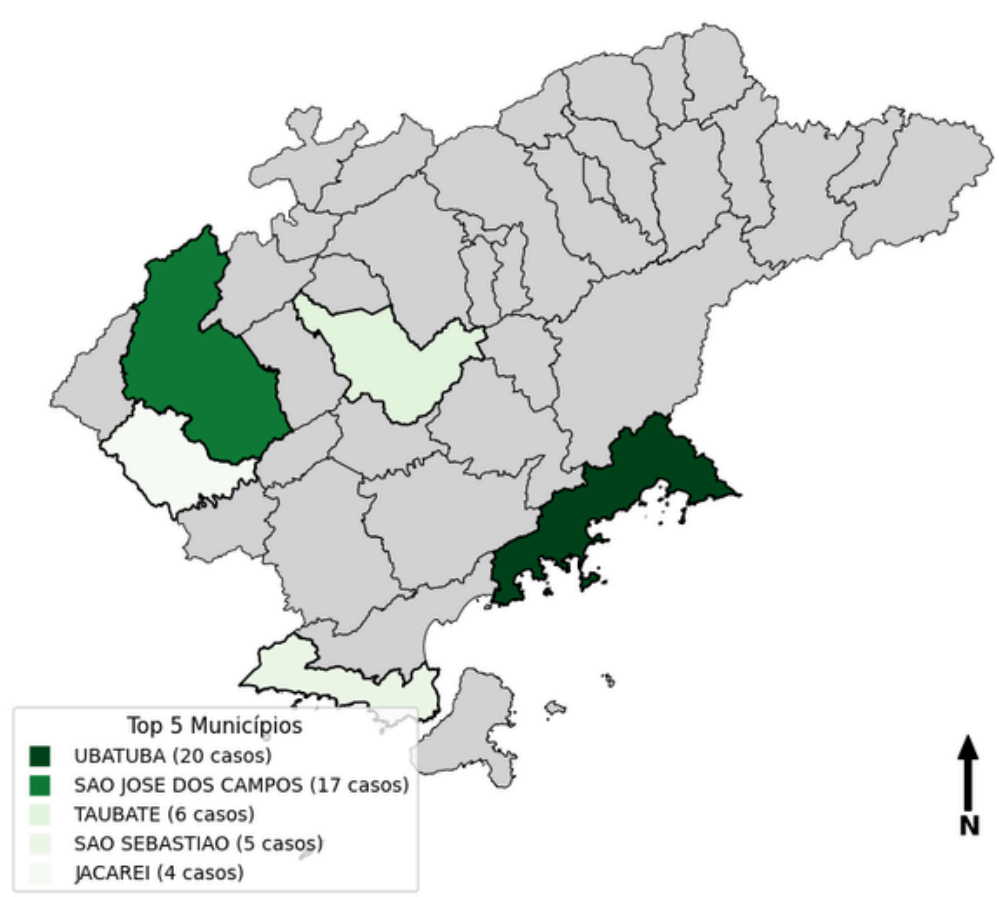 Top 5 Municípios
UBATUBA (20 casos)
SAO JOSE DOS CAMPOS (17 casos)
TAUBATE (6 casos)
SAO SEBASTIAO (5 casos)
JACAREI (4 casos)
N